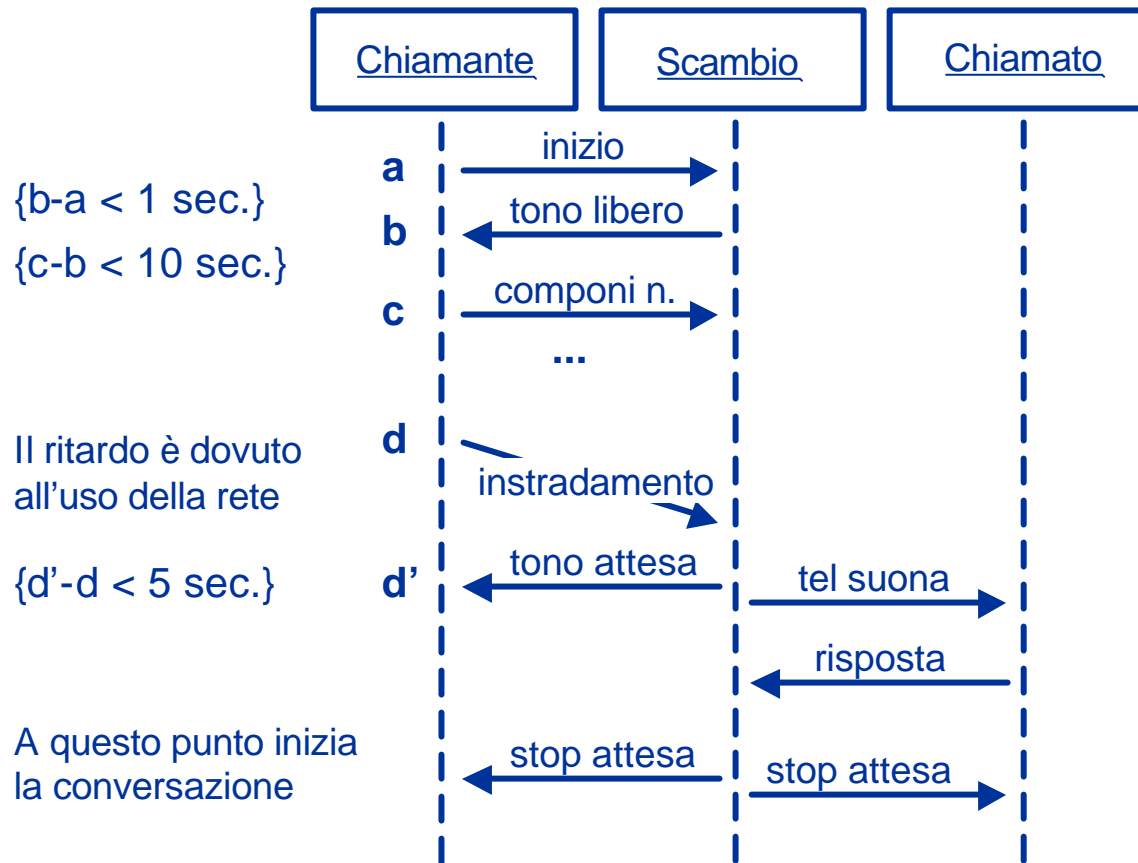 Chiamante
Scambio
Chiamato
inizio
a
{b-a < 1 sec.}
tono libero
b
{c-b < 10 sec.}
componi n.
c
...
d
Il ritardo è dovuto
all’uso della rete
instradamento
tono attesa
{d’-d < 5 sec.}
d’
tel suona
risposta
A questo punto inizia
la conversazione
stop attesa
stop attesa